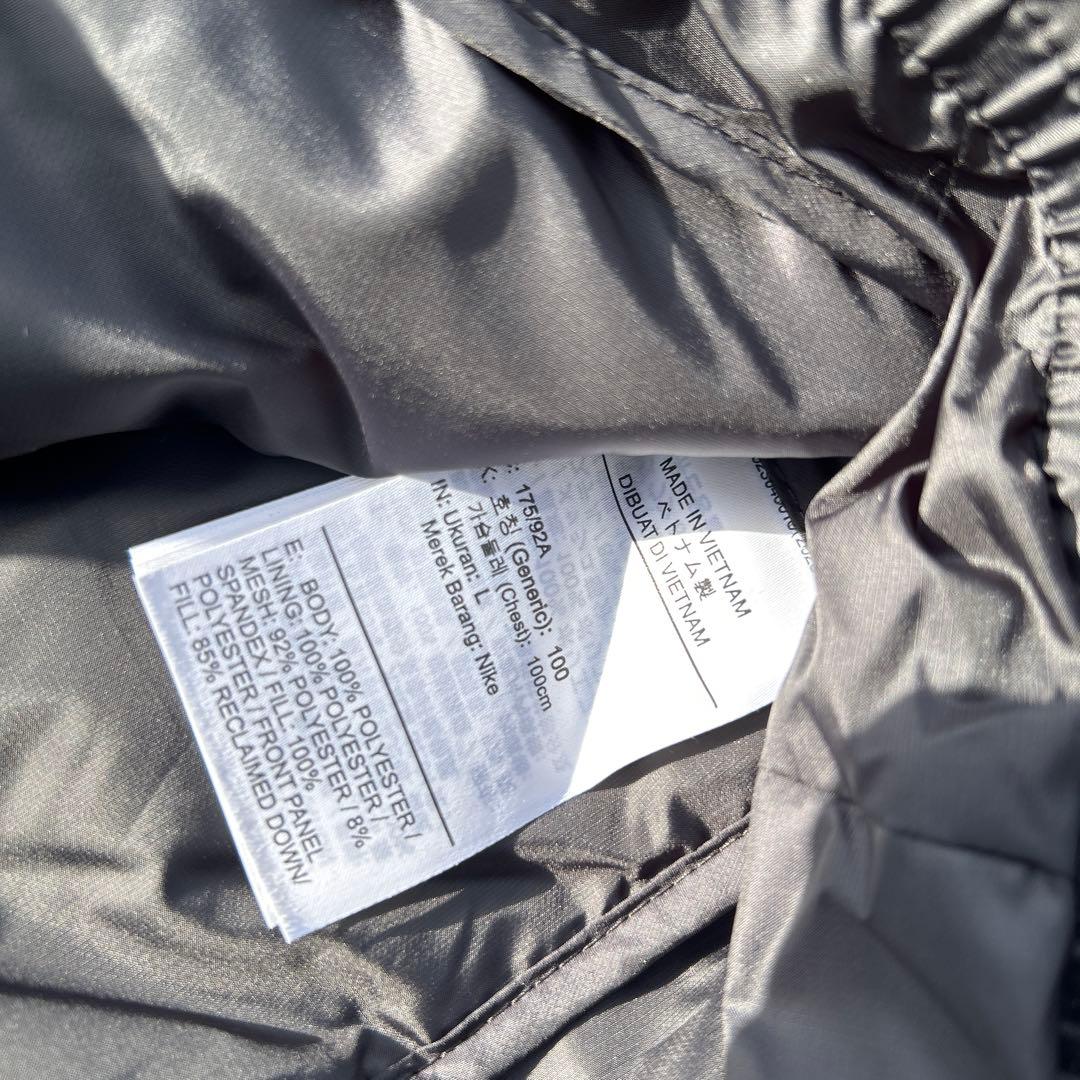 MADE IN VIETNAM
ベトナム製
DIBUAT DI VIETNAM
175/92A
K: 호칭 (Generic): 100
가슴둘레 (Chest): 100cm
IN: Ukuran: L
Merek Barang: Nike
E: BODY: 100% POLYESTER /
LINING: 100% POLYESTER /
MESH: 92% POLYESTER / 8%
SPANDEX / FILL: 100%
POLYESTER / FRONT PANEL
FILL: 85% RECLAIMED DOWN/